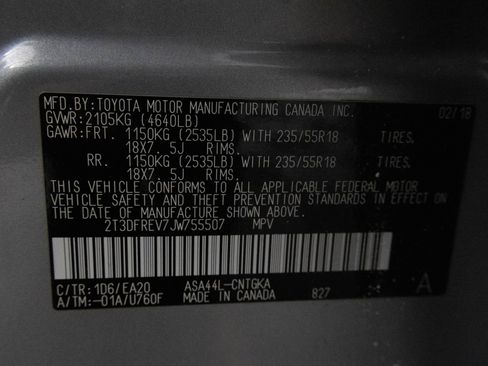 MFD.BY:TOYOTA MOTOR MANUFACTURING CANADA INC. 02/18
GVWR:2105KG (4640LB)
GAWR:FRT. 1150KG (2535LB) WITH 235/55R18 TIRES.
18X7.5J RIMS.
RR. 1150KG (2535LB) WITH 235/55R18 TIRES.
18X7.5J RIMS.
THIS VEHICLE CONFORMS TO ALL APPLICABLE FEDERAL MOTOR
VEHICLE SAFETY AND THEFT PREVENTION STANDARDS IN EFFECT
ON THE DATE OF MANUFACTURE SHOWN ABOVE.
2T3DFREV7JW755507 MPV
C/TR:1D6/EA20 ASA44L-CNTGKA A
A/TM:-01A/U760F MADE IN CANADA 827